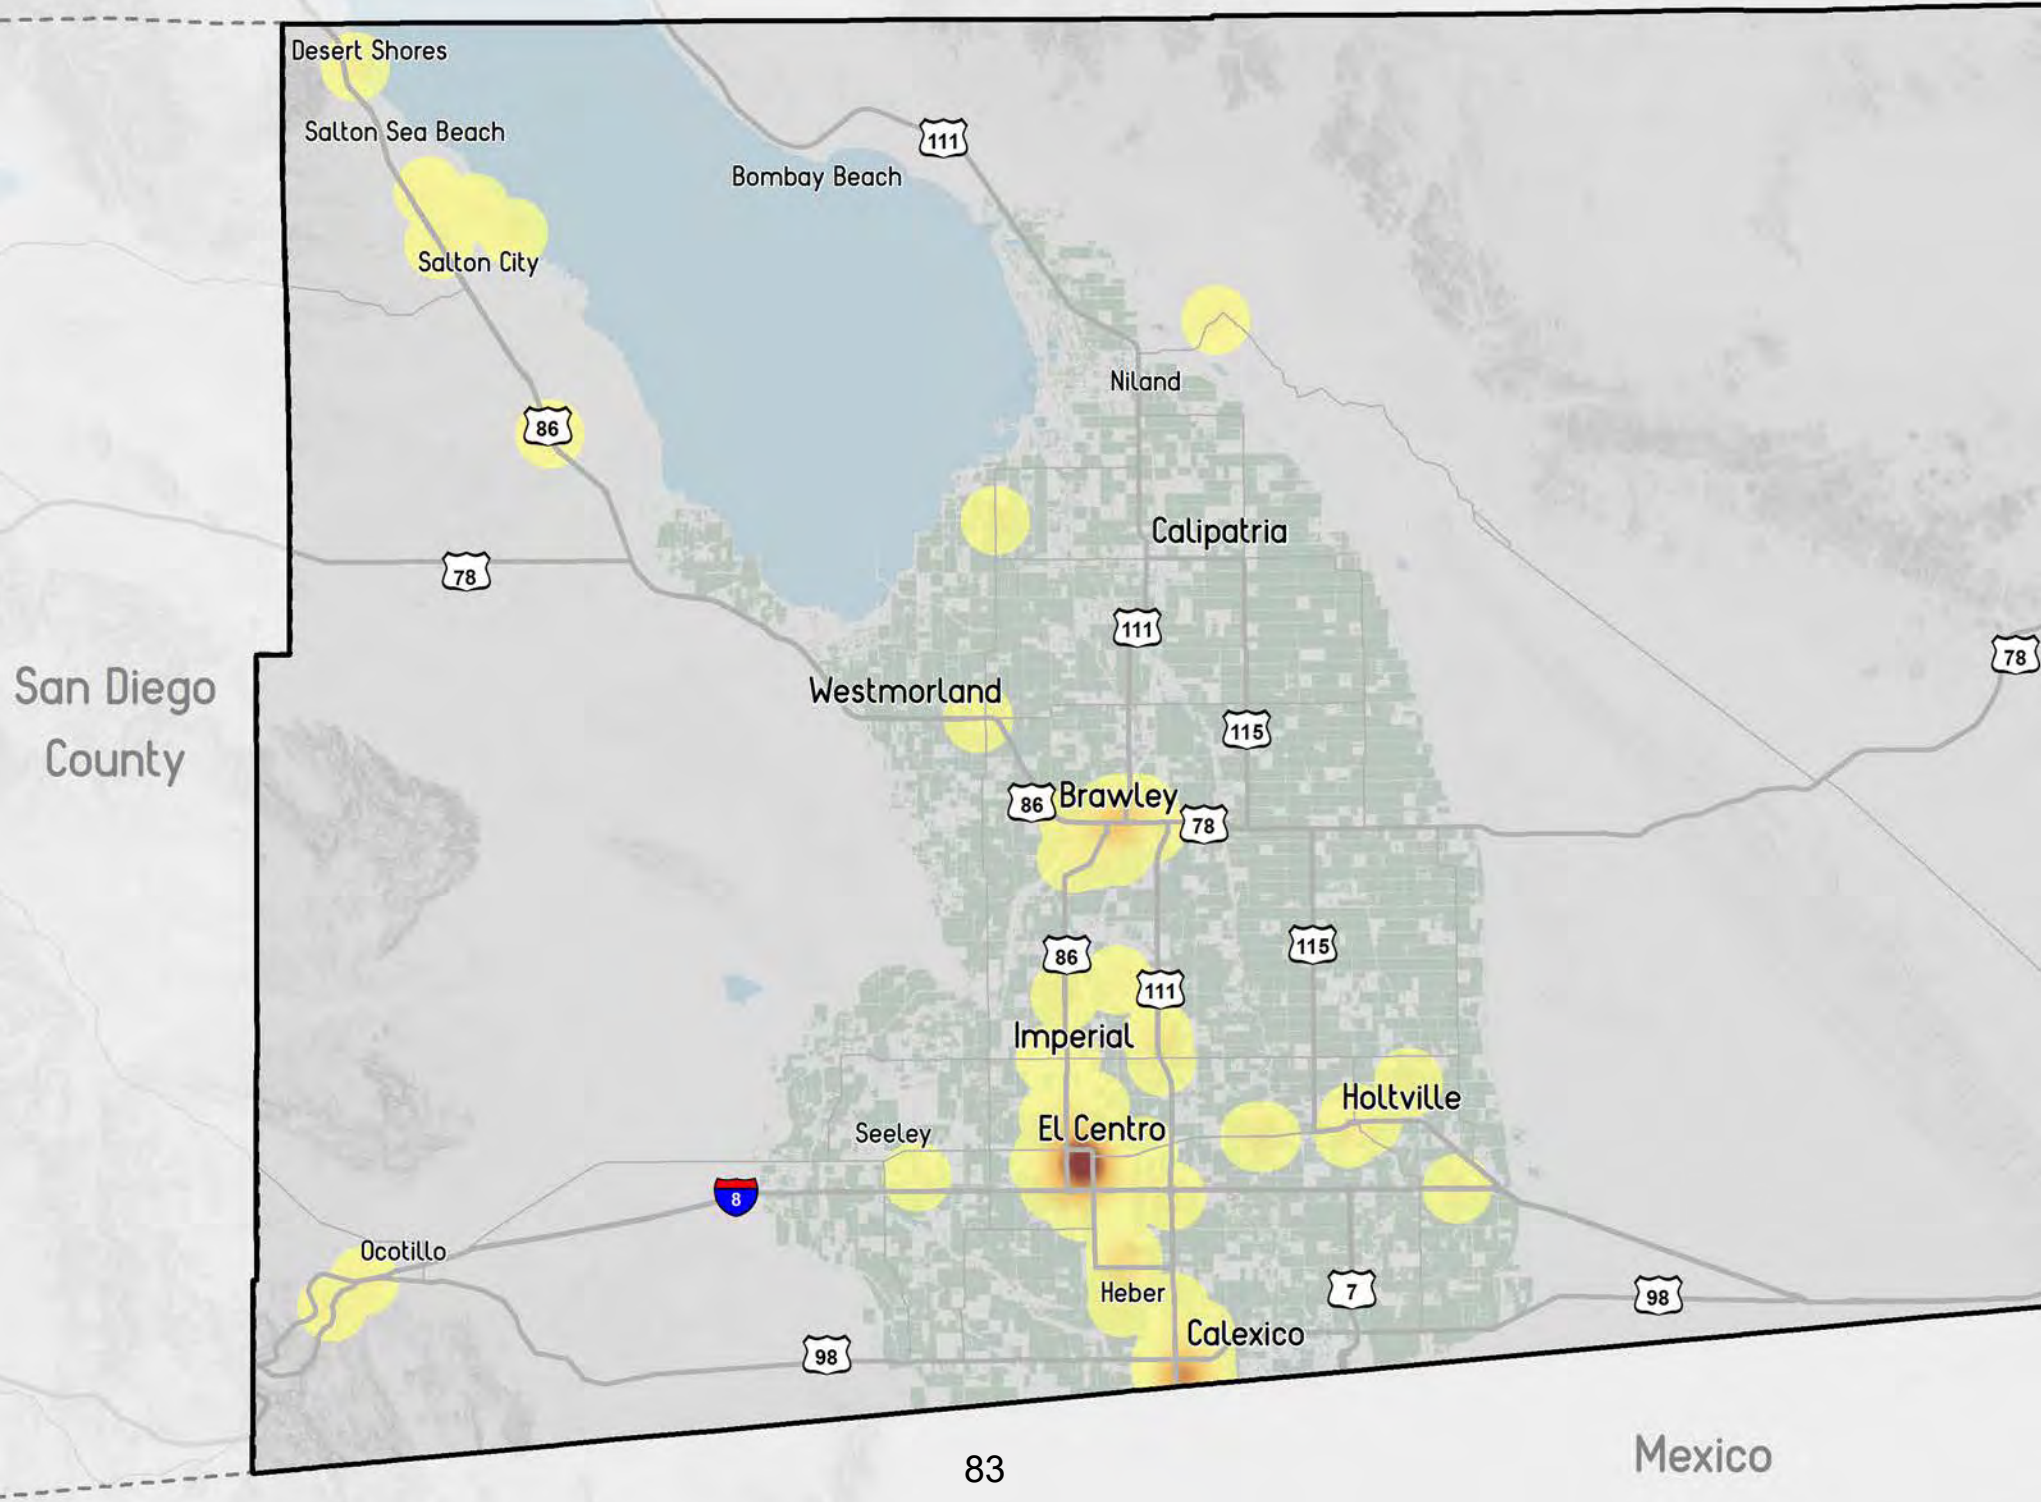 Desert Shores
Salton Sea Beach
111
Bombay Beach
Salton City
Niland
86
Calipatria
78
111
78
San Diego
County
Westmorland
115
86
Brawley
78
86
115
111
Imperial
Holtville
El Centro
Seeley
8
Ocotillo
Heber
7
98
Calexico
98
Mexico
83